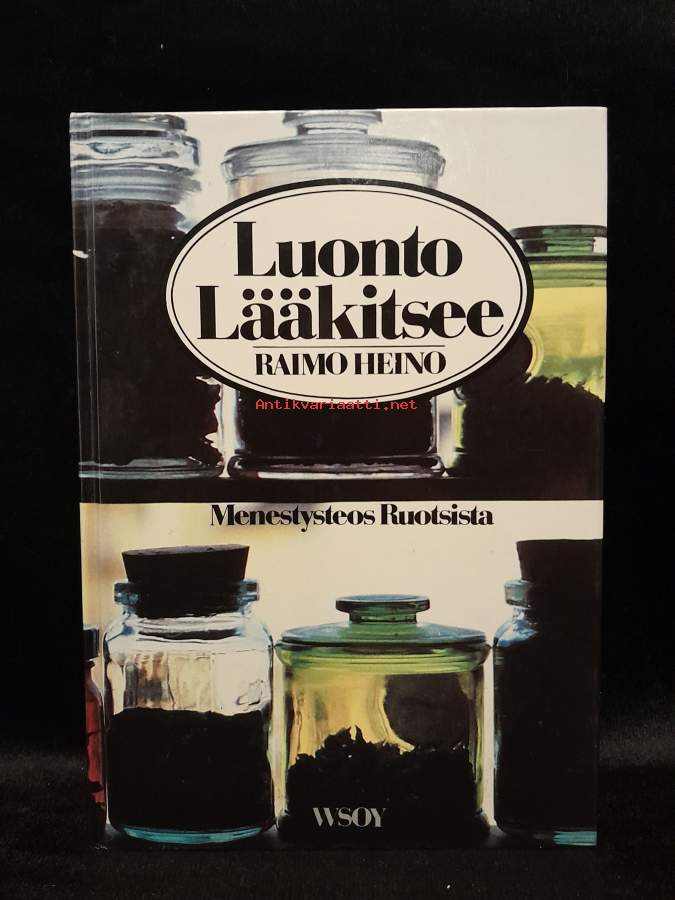 Luonto
Lääkitsee
RAIMO HEINO
Antikvariaatti.net
Menestysteos Ruotsista
WSOY